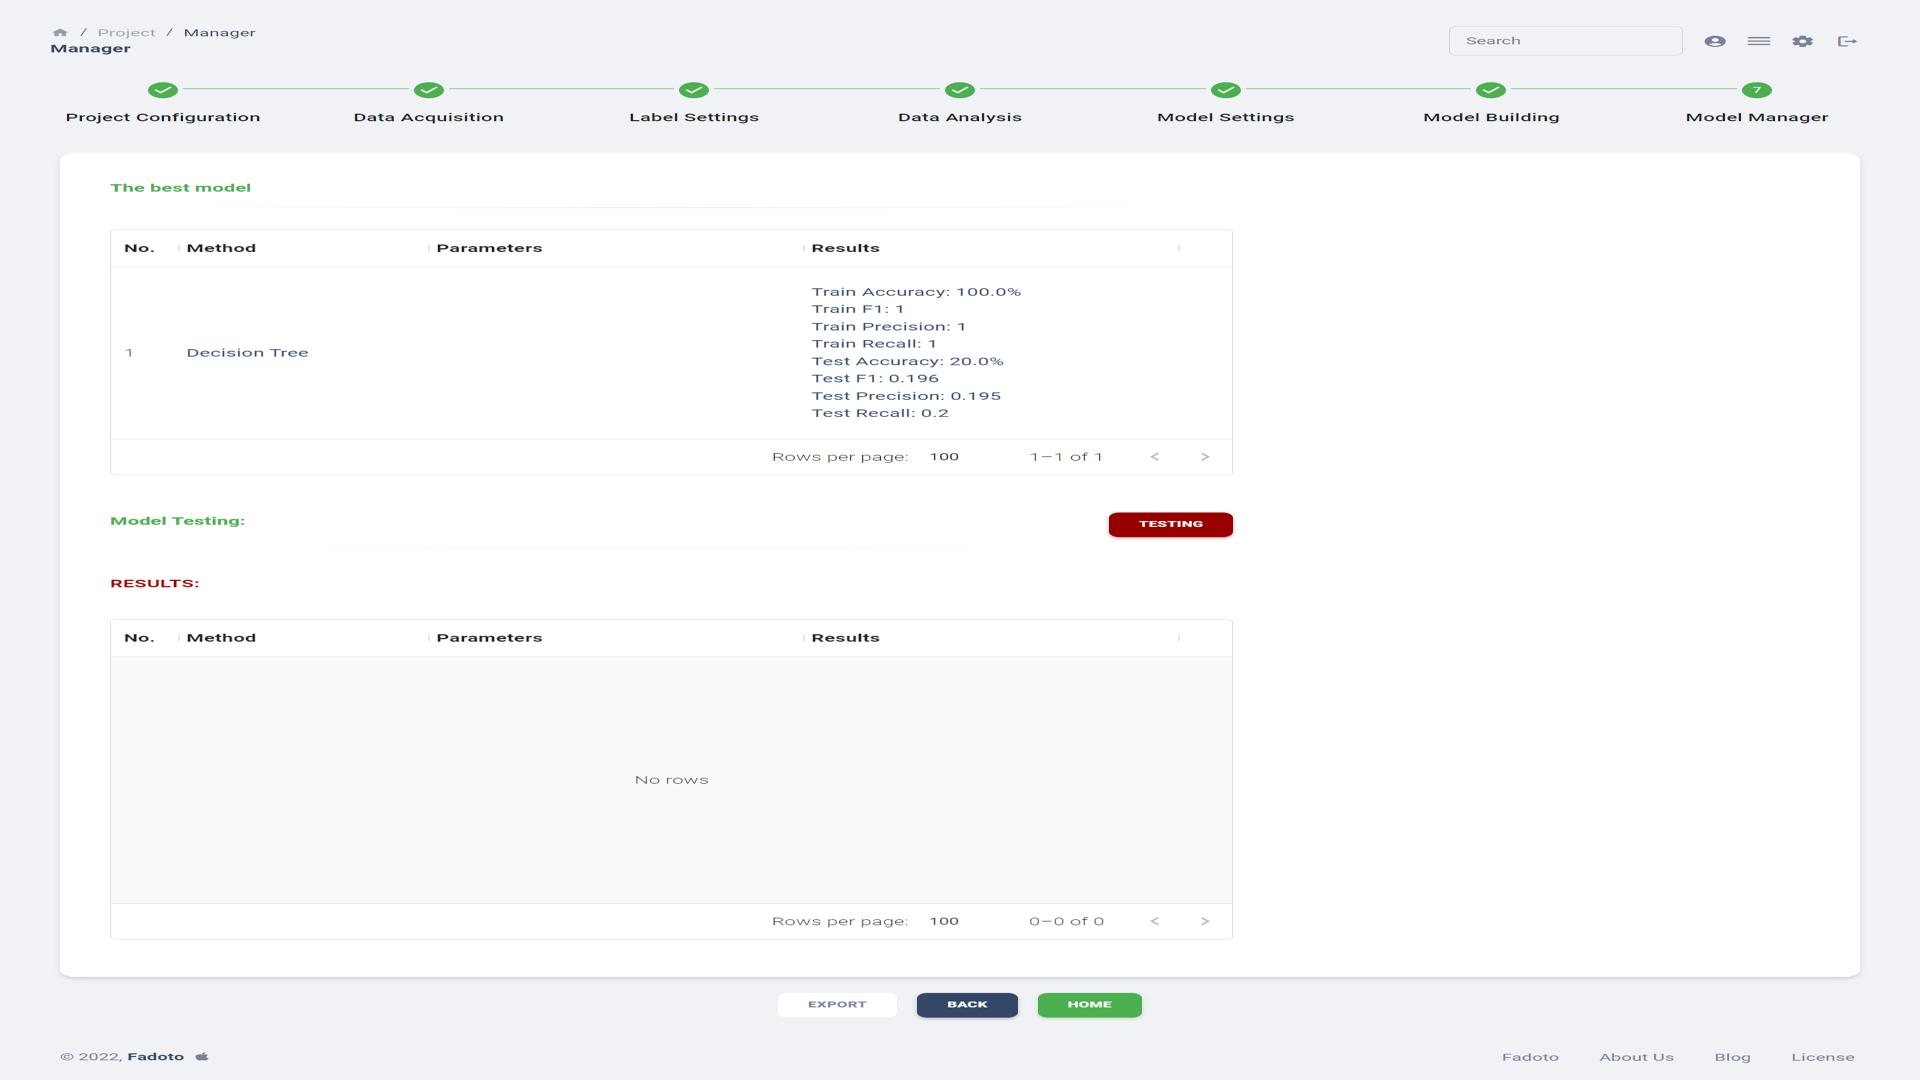 / Project / Manager
Manager
Search
7
Project Configuration
Data Acquisition
Label Settings
Data Analysis
Model Settings
Model Building
Model Manager
The best model
No. Method Parameters Results
Train Accuracy: 100.0%
Train F1: 1
Train Precision: 1
Train Recall: 1
1 Decision Tree
Test Accuracy: 20.0%
Test F1: 0.196
Test Precision: 0.195
Test Recall: 0.2
Rows per page: 100 1–1 of 1 < >
Model Testing:
TESTING
RESULTS:
No. Method Parameters Results
No rows
Rows per page: 100 0–0 of 0 < >
EXPORT
BACK
HOME
© 2022, Fadoto
Fadoto
About Us
Blog
License